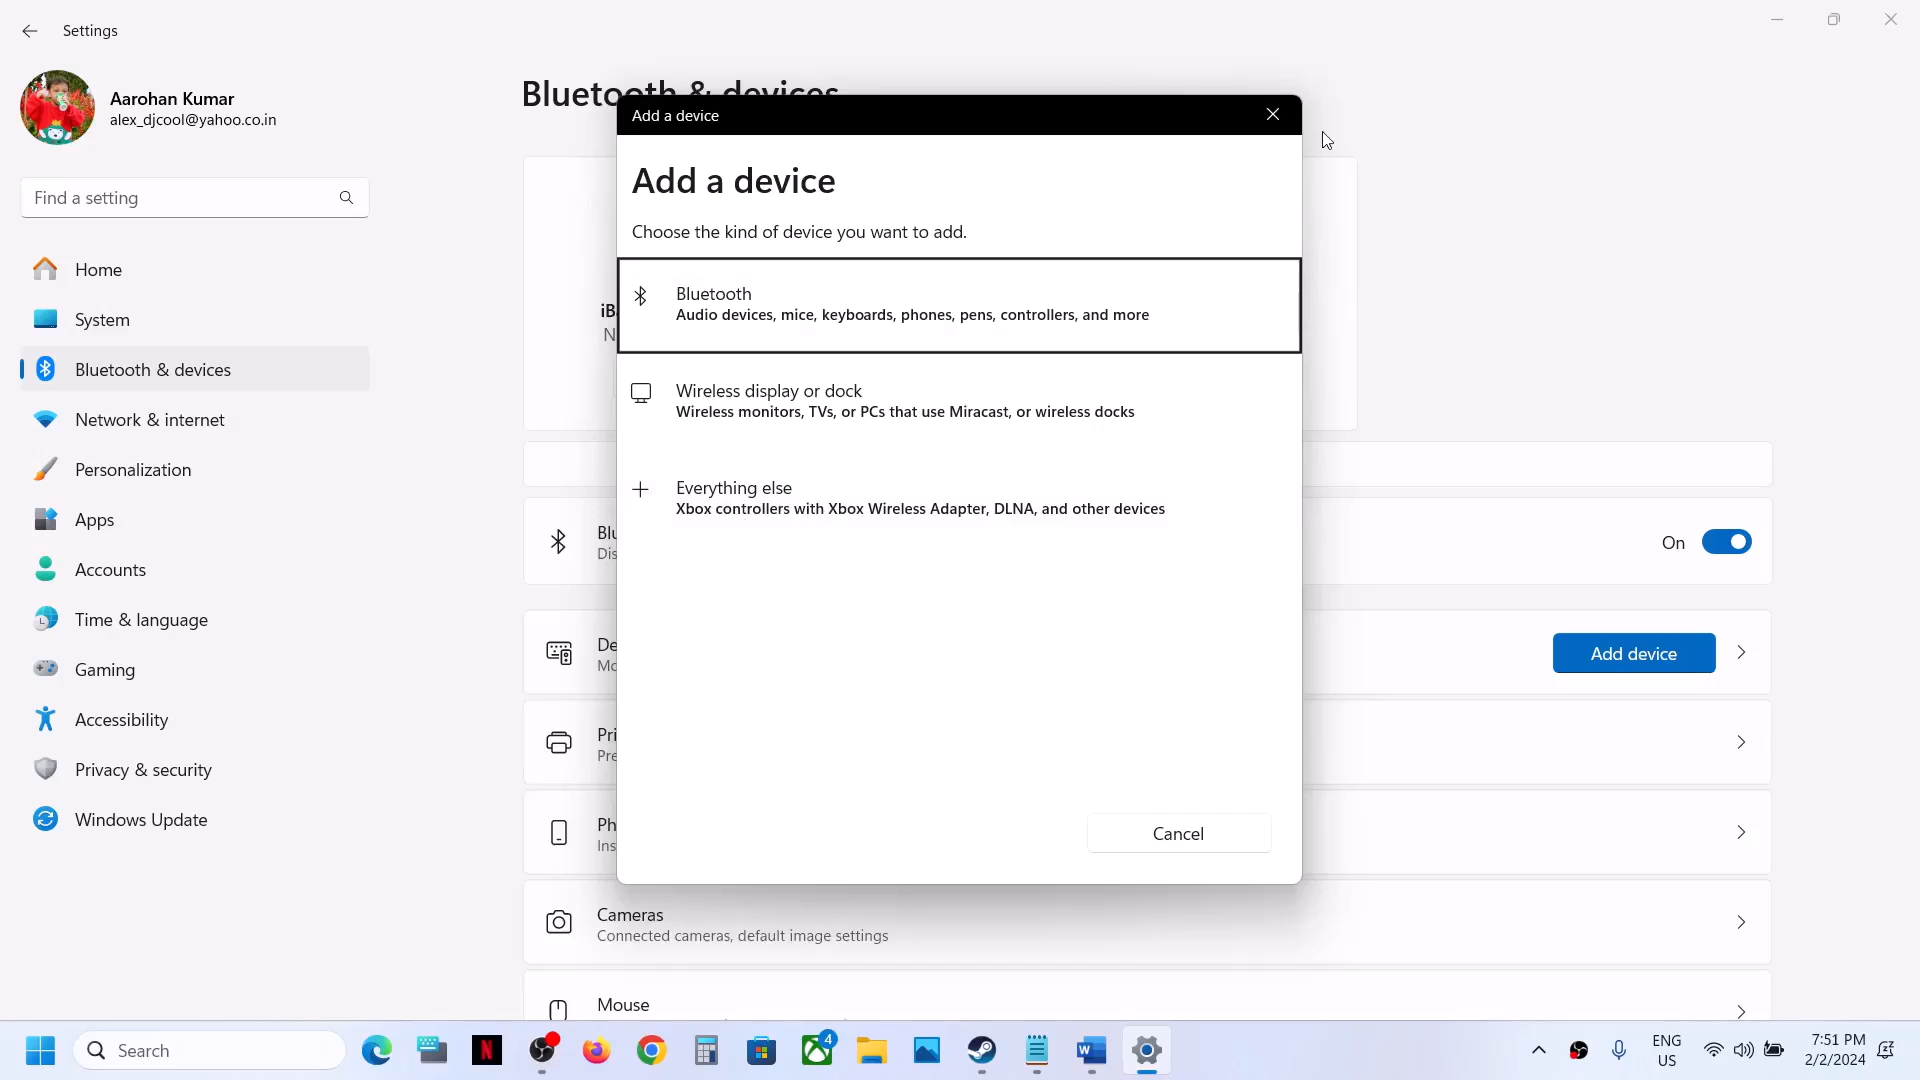 Settings
Aarohan Kumar
alex_djcool@yahoo.co.in
Find a setting
Home
System
Bluetooth & devices
Network & internet
Personalization
Apps
Accounts
Time & language
Gaming
Accessibility
Privacy & security
Windows Update
Bluetooth & devices
Add a device
Add a device
Choose the kind of device you want to add.
Bluetooth
Audio devices, mice, keyboards, phones, pens, controllers, and more
Wireless display or dock
Wireless monitors, TVs, or PCs that use Miracast, or wireless docks
Everything else
Xbox controllers with Xbox Wireless Adapter, DLNA, and other devices
Cancel
On
Add device
Cameras
Connected cameras, default image settings
Mouse
Search
4
ENG
US
7:51 PM
2/2/2024